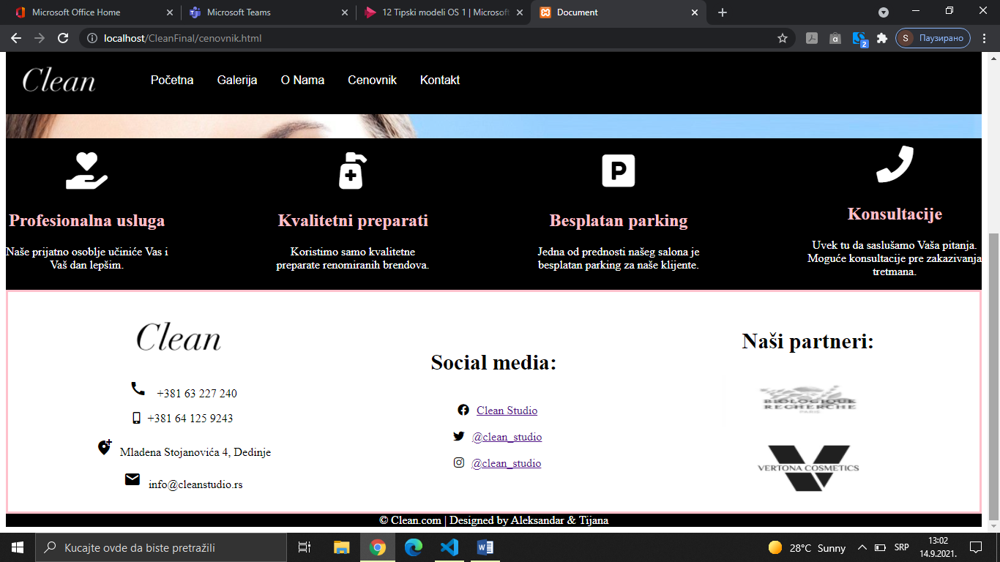 Microsoft Office Home
Microsoft Teams
12 Tipski modeli OS 1 | Microsoft
Document
localhost/CleanFinal/cenovnik.html
2
S
Паузирано
Clean
Početna
Galerija
O Nama
Cenovnik
Kontakt
P
Profesionalna usluga
Naše prijatno osoblje učiniće Vas i
Vaš dan lepšim.
Kvalitetni preparati
Koristimo samo kvalitetne
preparate renomiranih brendova.
Besplatan parking
Jedna od prednosti našeg salona je
besplatan parking za naše klijente.
Konsultacije
Uvek tu da saslušamo Vaša pitanja.
Moguće konsultacije pre zakazivanja
tretmana.
Clean
+381 63 227 240
+381 64 125 9243
Mladena Stojanovića 4, Dedinje
info@cleanstudio.rs
Social media:
Clean Studio
@clean_studio
@clean_studio
Naši partneri:
BIOLOGIQUE
RECHERCHE
PARIS
VERTONA COSMETICS
© Clean.com | Designed by Aleksandar & Tijana
Kucajte ovde da biste pretražili
28°C Sunny
SRP
13:02
14.9.2021.